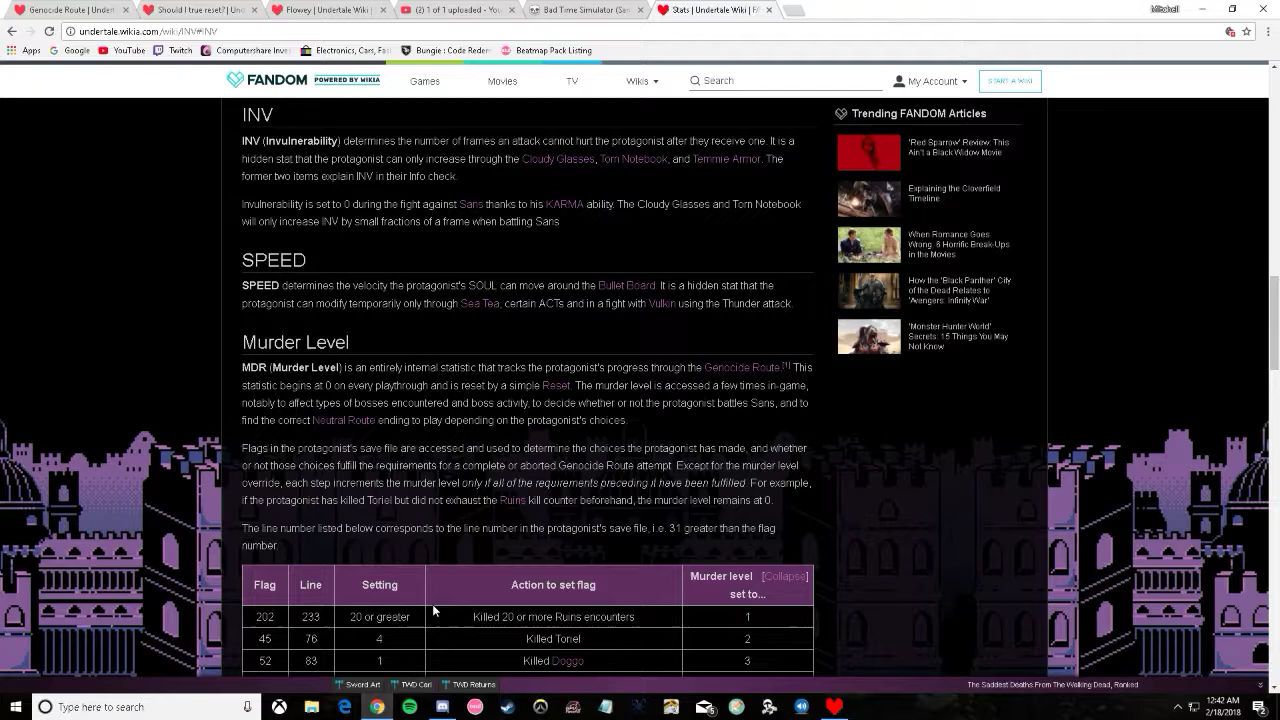 Genocide Route | Undert
Should I true reset? | Un
Flowey | Undertale Wiki
(2) 1 of 1 uploaded - You
Bad Time Simulator (San
Stats | Undertale Wiki | FA
Mitchell
undertale.wikia.com/wiki/INV#INV
Apps
Google
YouTube
Twitch
Computershare Inves
Electronics, Cars, Fas
Bungie : Code Redem
Beatmap Pack Listing
FANDOM POWERED BY WIKIA
Games
Movies
TV
Wikis
Search
My Account
START A WIKI
INV
INV (Invulnerability) determines the number of frames an attack cannot hurt the protagonist after they receive one. It is a
hidden stat that the protagonist can only increase through the Cloudy Glasses, Torn Notebook, and Temmie Armor. The
former two items explain INV in their Info check.
Invulnerability is set to 0 during the fight against Sans thanks to his KARMA ability. The Cloudy Glasses and Torn Notebook
will only increase INV by small fractions of a frame when battling Sans
SPEED
SPEED determines the velocity the protagonist's SOUL can move around the Bullet Board. It is a hidden stat that the
protagonist can modify temporarily only through Sea Tea, certain ACTs and in a fight with Vulkin using the Thunder attack.
Murder Level
MDR (Murder Level) is an entirely internal statistic that tracks the protagonist's progress through the Genocide Route.[1] This
statistic begins at 0 on every playthrough and is reset by a simple Reset. The murder level is accessed a few times in-game,
notably to affect types of bosses encountered and boss activity, to decide whether or not the protagonist battles Sans, and to
find the correct Neutral Route ending to play depending on the protagonist's choices.
Flags in the protagonist's save file are accessed and used to determine the choices the protagonist has made, and whether
or not those choices fulfill the requirements for a complete or aborted Genocide Route attempt. Except for the murder level
override, each step increments the murder level only if all of the requirements preceding it have been fulfilled. For example,
if the protagonist has killed Toriel but did not exhaust the Ruins kill counter beforehand, the murder level remains at 0.
The line number listed below corresponds to the line number in the protagonist's save file, i.e. 31 greater than the flag
number.
Flag Line Setting Action to set flag Murder level set to... [Collapse]
202 233 20 or greater Killed 20 or more Ruins encounters 1
45 76 4 Killed Toriel 2
52 83 1 Killed Doggo 3
Trending FANDOM Articles
'Red Sparrow' Review: This
Ain't a Black Widow Movie
Explaining the Cloverfield
Timeline
When Romance Goes
Wrong: 6 Horrific Break-Ups
in the Movies
How the 'Black Panther' City
of the Dead Relates to
'Avengers: Infinity War'
'Monster Hunter World'
Secrets: 15 Things You May
Not Know
Sword Art
TWD Carl
TWD Returns
The Saddest Deaths From The Walking Dead, Ranked
Type here to search
12:42 AM
2/18/2018